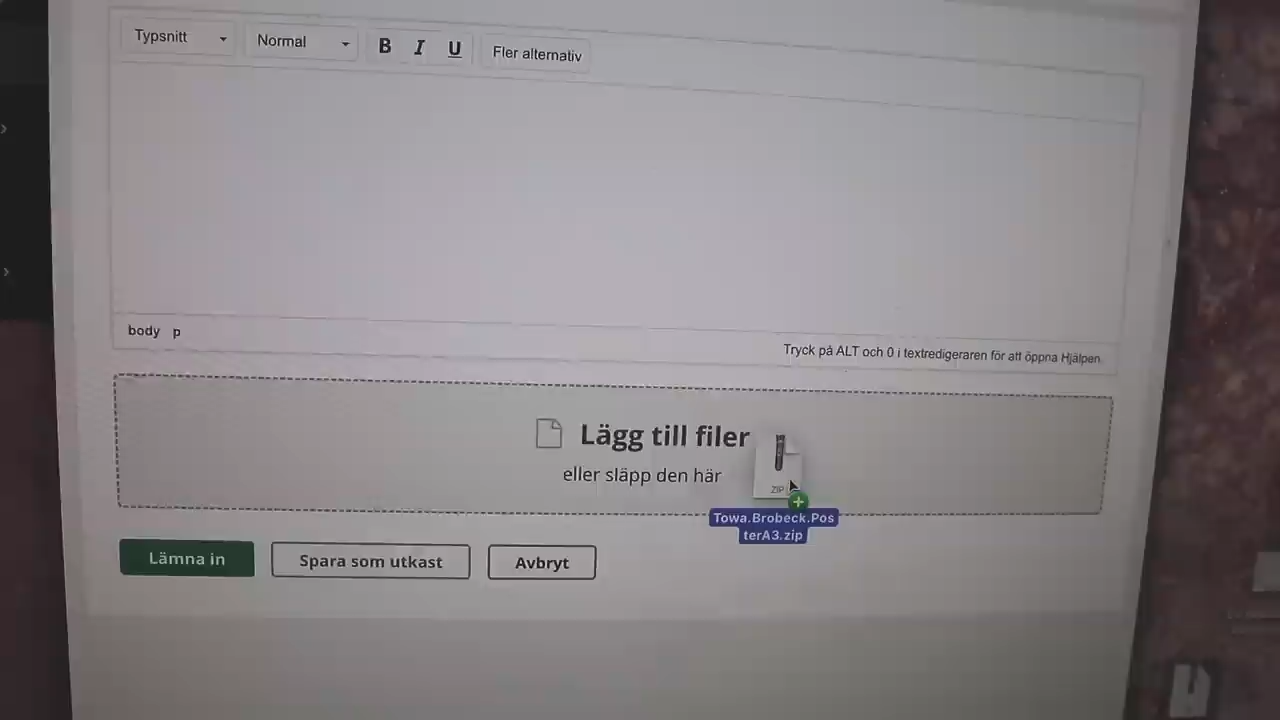 Typsnitt
Normal
B I U
Fler alternativ
body p
Tryck på ALT och 0 i textredigeraren för att öppna Hjälpen
Lägg till filer
eller släpp den här
ZIP
Towa.Brobeck.Pos
terA3.zip
Lämna in
Spara som utkast
Avbryt